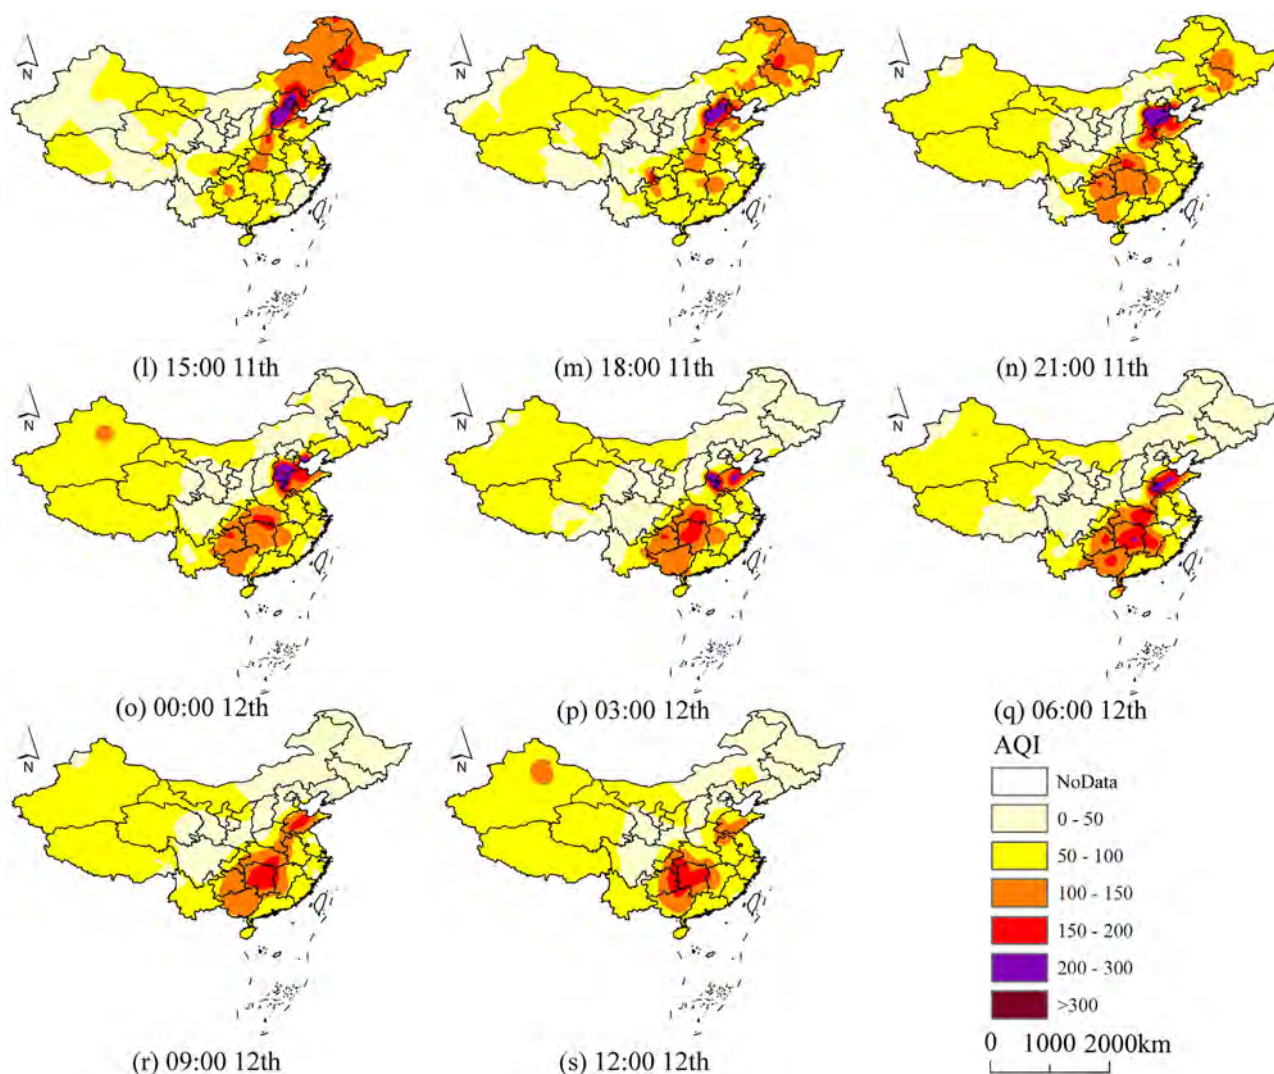 N
N
N
(l) 15:00 11th
(m) 18:00 11th
(n) 21:00 11th
N
N
N
(o) 00:00 12th
(p) 03:00 12th
(q) 06:00 12th
N
N
AQI
NoData
0 - 50
50 - 100
100 - 150
150 - 200
200 - 300
>300
0 1000 2000km
(r) 09:00 12th
(s) 12:00 12th